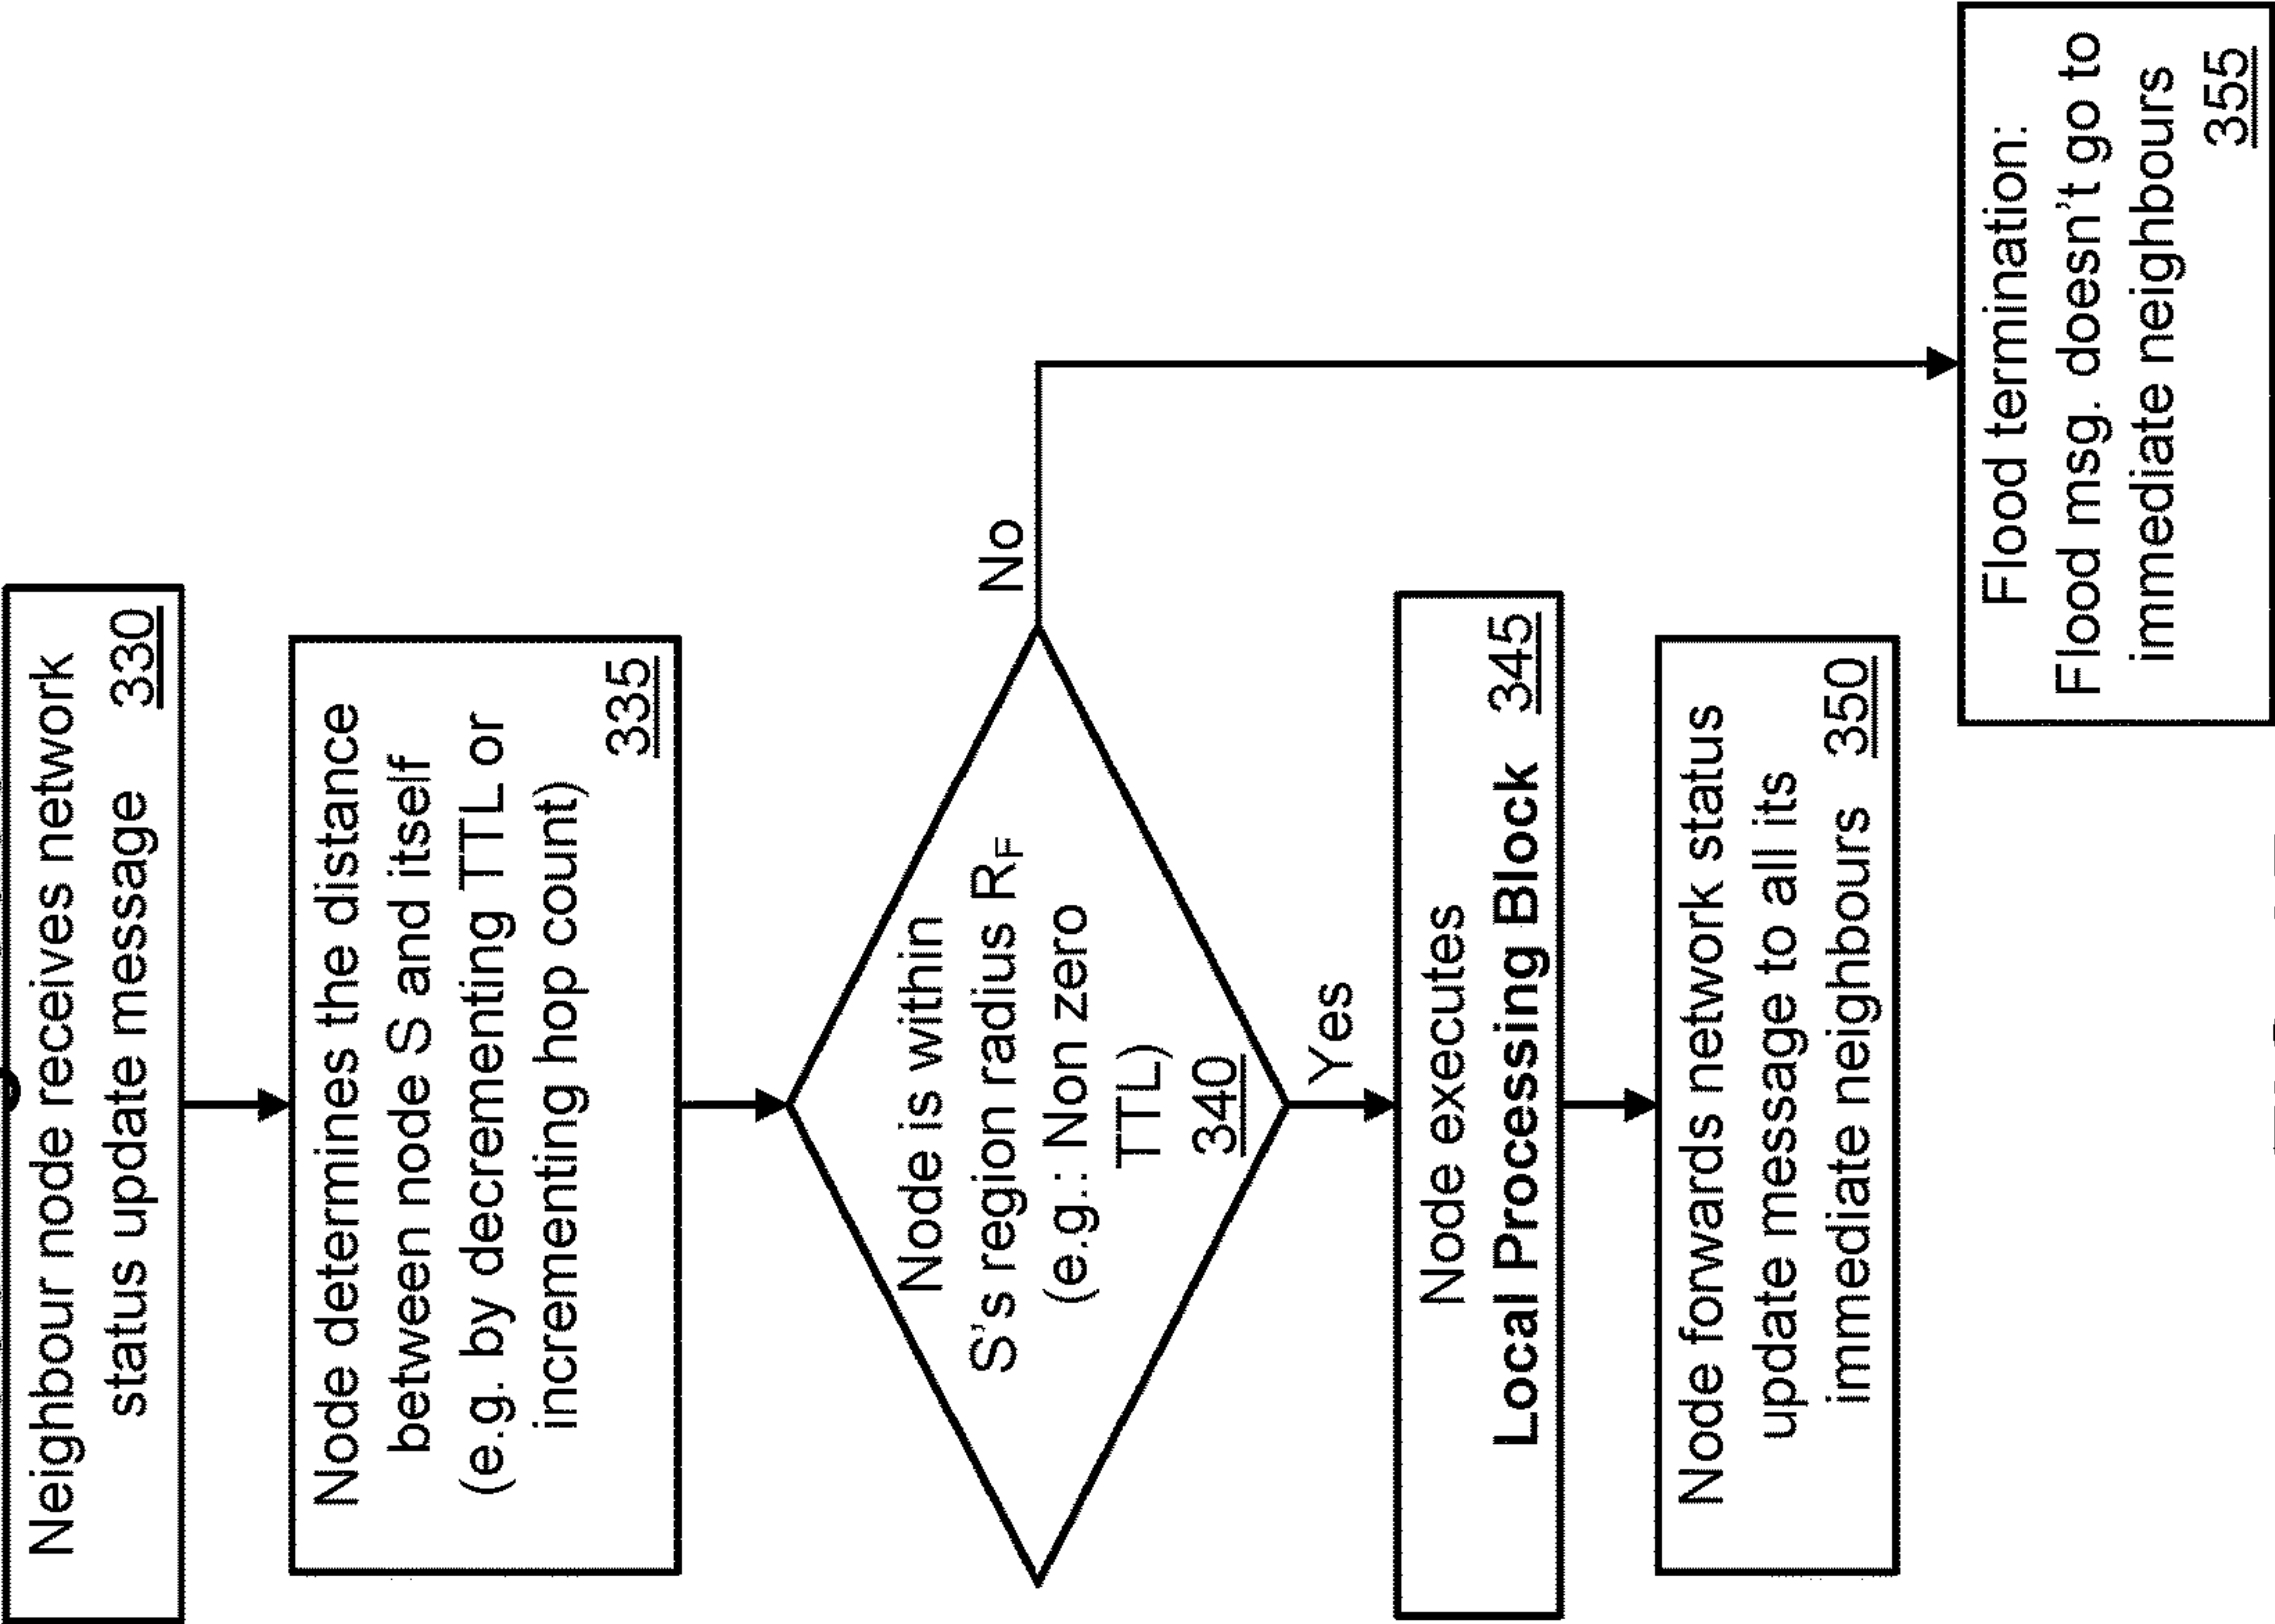 Neighbour node receives network
status update message 330
Node determines the distance
between node S and itself
(e.g. by decrementing TTL or
incrementing hop count)
335
Node is within
S's region radius RF
(e.g.: Non zero
TTL)
340
No
Yes
Node executes
Local Processing Block 345
Node forwards network status
update message to all its
immediate neighbours 350
Flood termination:
Flood msg. doesn't go to
immediate neighbours
355